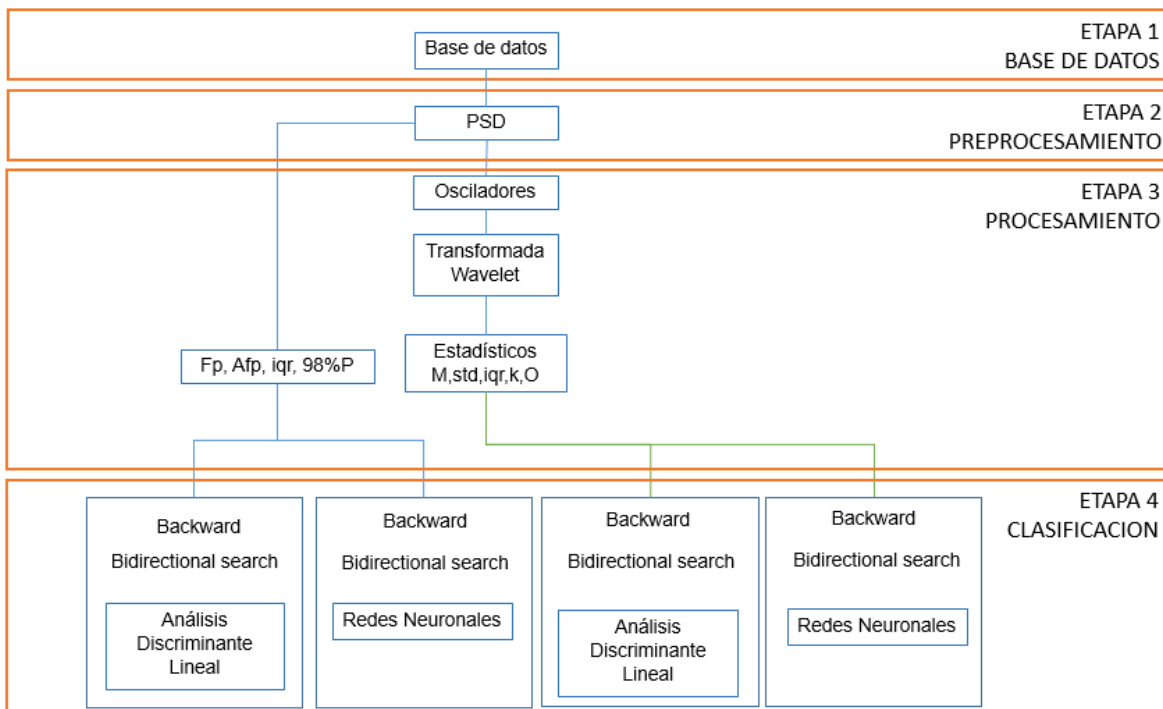 ETAPA 1
BASE DE DATOS
Base de datos
ETAPA 2
PREPROCESAMIENTO
PSD
ETAPA 3
PROCESAMIENTO
Osciladores
Transformada
Wavelet
Fp, Afp, iqr, 98%P
Estadísticos
M,std,iqr,k,O
ETAPA 4
CLASIFICACION
Backward
Bidirectional search
Análisis
Discriminante
Lineal
Backward
Bidirectional search
Redes Neuronales
Backward
Bidirectional search
Análisis
Discriminante
Lineal
Backward
Bidirectional search
Redes Neuronales